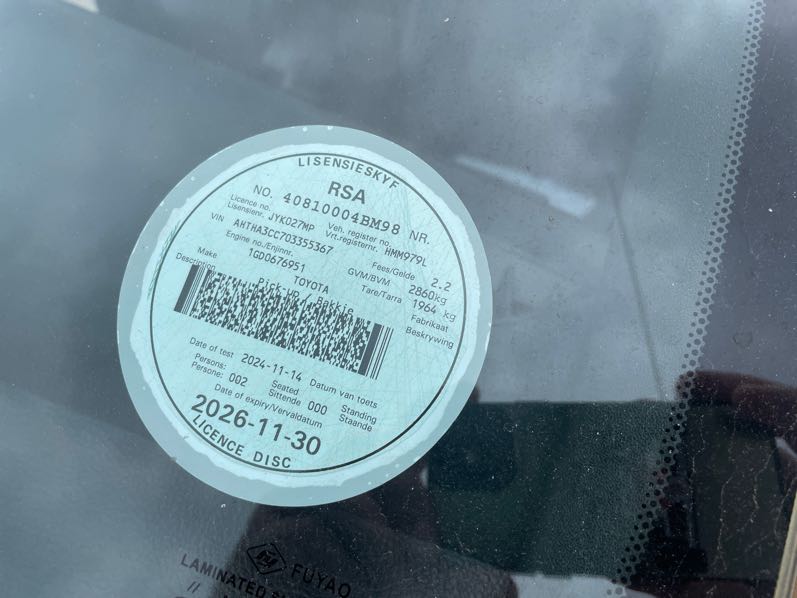 LISENSIESKYF
RSA
NO. 40810004BM98 NR.
Licence no. Veh. register no.
Lisensienr. JYK027MP Vrt.registernr. HMM979L
VIN AHTHA3CC703355367
Engine no./Enjinnr. Fees/Gelde 2.2
1GD0676951 GVM/BVM 2860kg
Make TOYOTA Tare/Tarra 1964 kg Fabrikaat
Description Pick-up / Bakkie Beskrywing
Date of test 2024-11-14 Datum van toets
Persons: Seated Standing
Persone: 002 Sittende 000 Staande
Date of expiry/Vervaldatum
2026-11-30
LICENCE DISC
FUYAO
LAMINATED